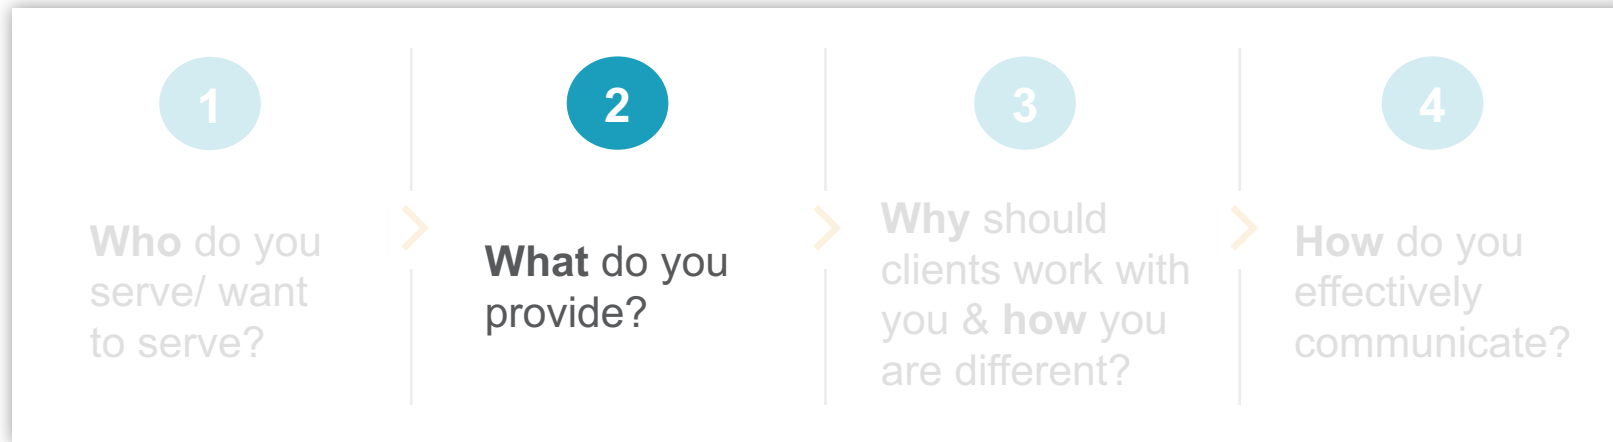 1
Who do you
serve/ want
to serve?
2
What do you
provide?
3
Why should
clients work with
you & how you
are different?
4
How do you
effectively
communicate?